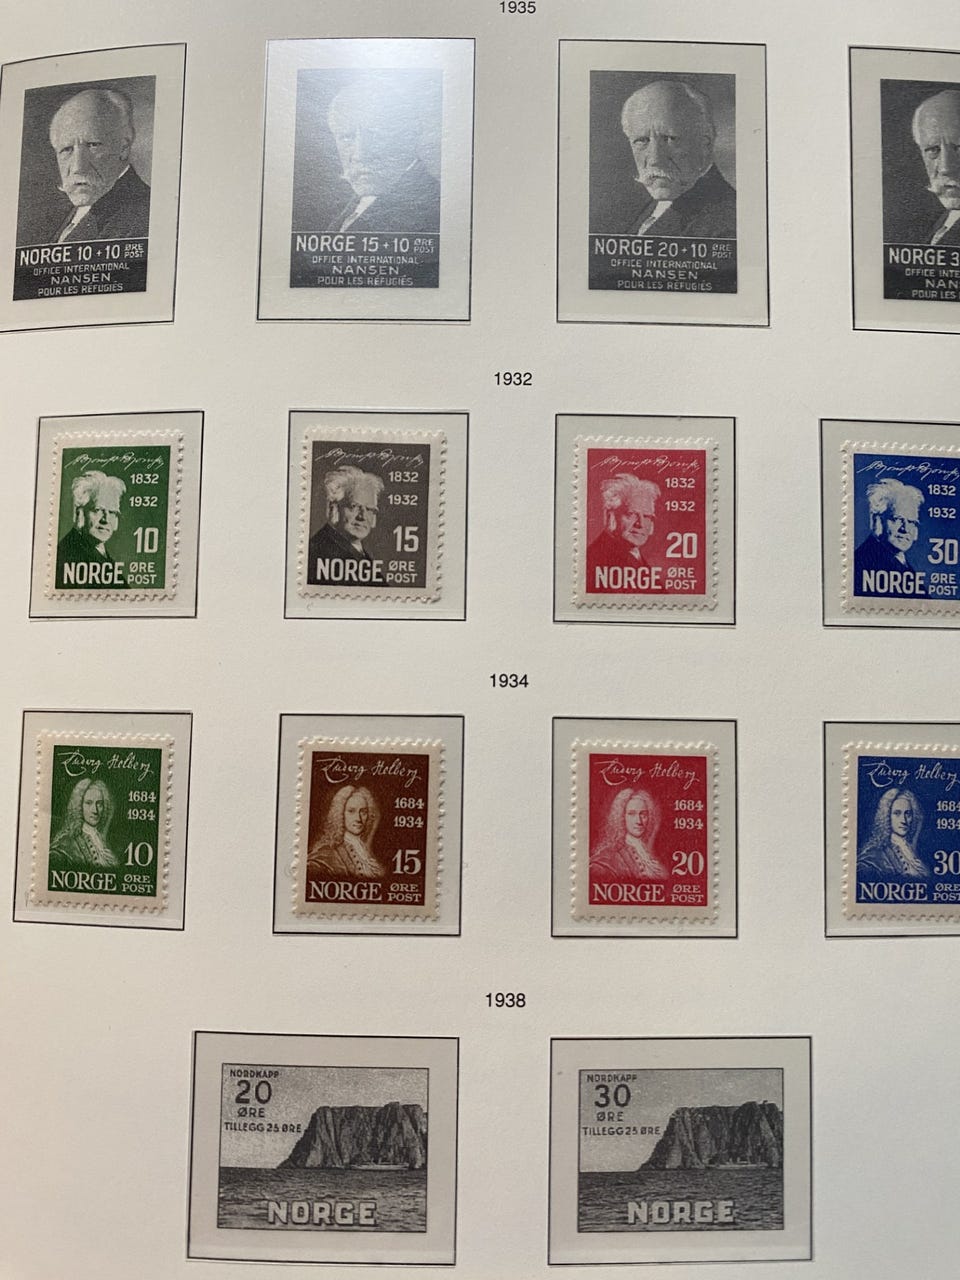 1935
NORGE 10+10 ØRE POST
OFFICE INTERNATIONAL
NANSEN
POUR LES RÉFUGIÉS
NORGE 15+10 ØRE POST
OFFICE INTERNATIONAL
NANSEN
POUR LES RÉFUGIÉS
NORGE 20+10 ØRE POST
OFFICE INTERNATIONAL
NANSEN
POUR LES RÉFUGIÉS
NORGE 3
OFFICE INTE
NAN
POUR LES
1932
1832
1932
10
NORGE ØRE POST
1832
1932
15
NORGE ØRE POST
1832
1932
20
NORGE ØRE POST
1832
1932
30
NORGE ØRE POST
1934
Ludvig Holberg
1684
1934
10
NORGE ØRE POST
Ludvig Holberg
1684
1934
15
NORGE ØRE POST
Ludvig Holberg
1684
1934
20
NORGE ØRE POST
Ludvig Holberg
1684
1934
30
NORGE ØRE POST
1938
NORDKAPP
20
ØRE
TILLEGG 25 ØRE
NORGE
NORDKAPP
30
ØRE
TILLEGG 25 ØRE
NORGE